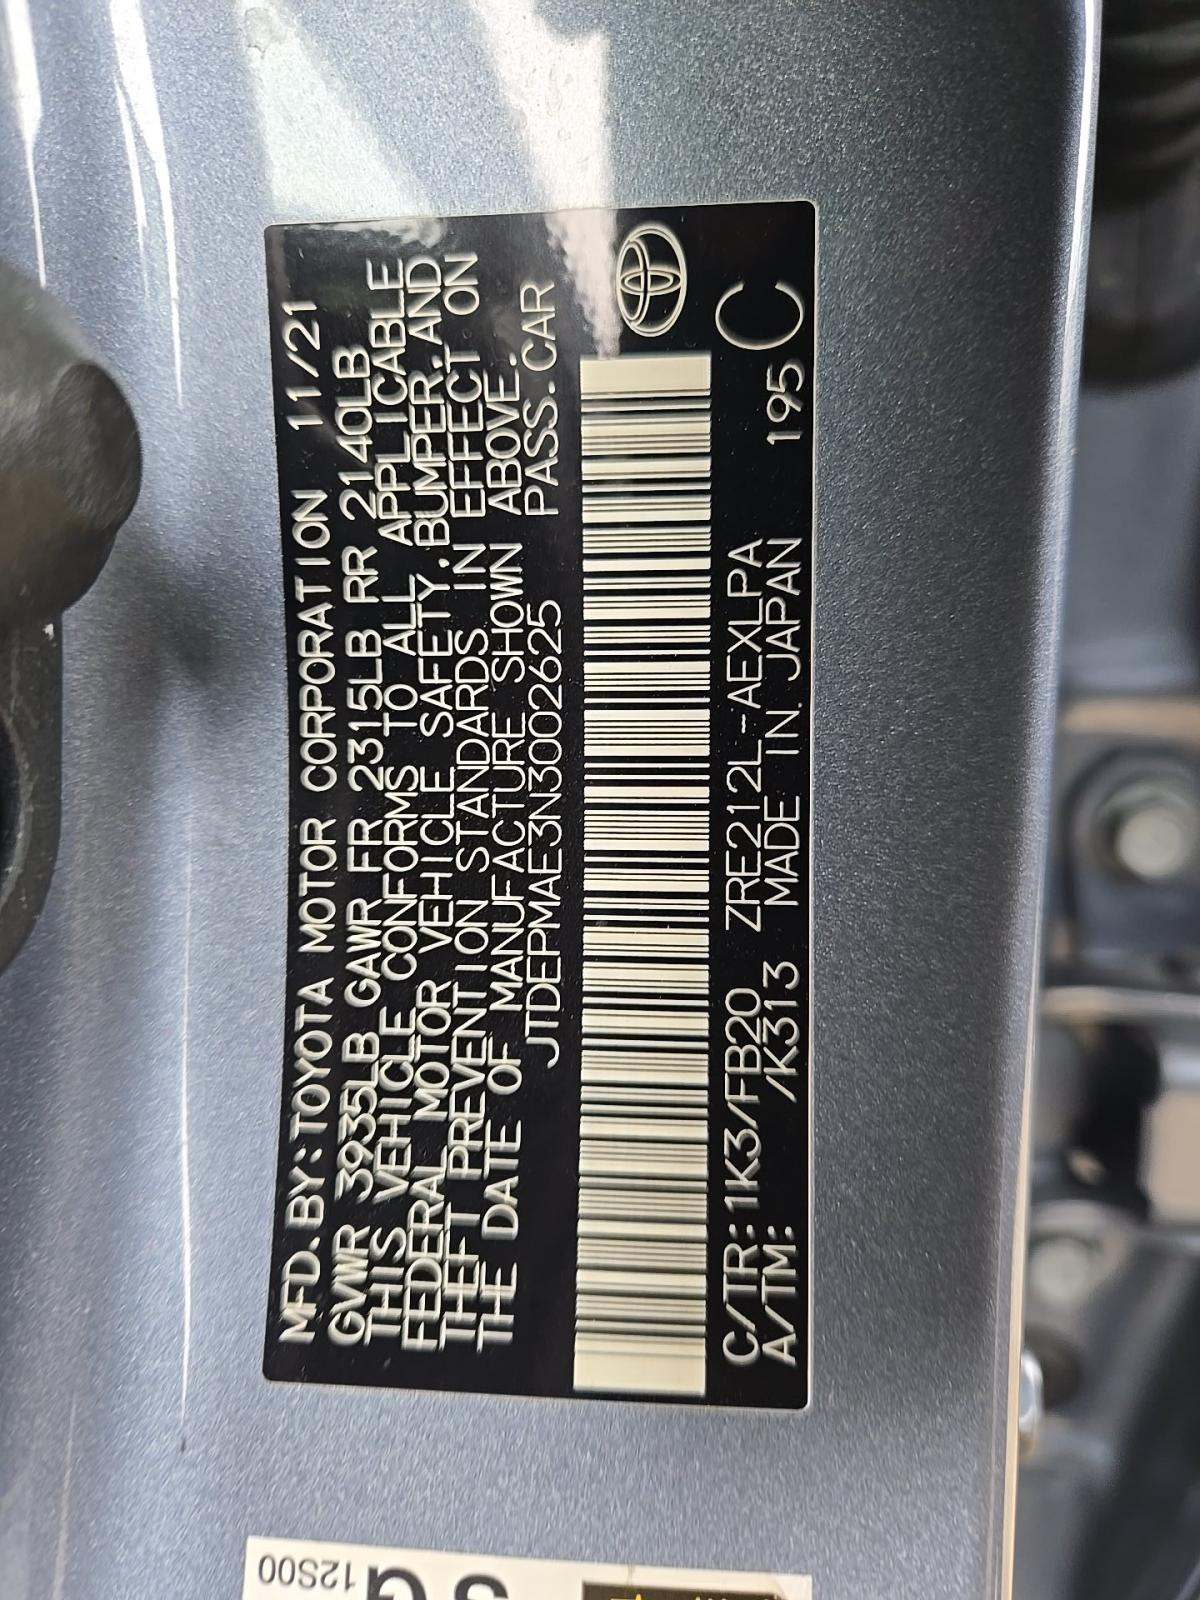 MFD.BY:TOYOTA MOTOR CORPORATION 11/21
GVWR 3935LB GAWR FR 2315LB RR 2140LB
THIS VEHICLE CONFORMS TO ALL APPLICABLE
FEDERAL MOTOR VEHICLE SAFETY.BUMPER.AND
THEFT PREVENTION STANDARDS IN EFFECT ON
THE DATE OF MANUFACTURE SHOWN ABOVE.
JTDEPMAE3N3002625 PASS.CAR
C/TR:1K3/FB20 ZRE212L-AEXLPA C
A/TM: /K313 MADE IN JAPAN 195
12S00